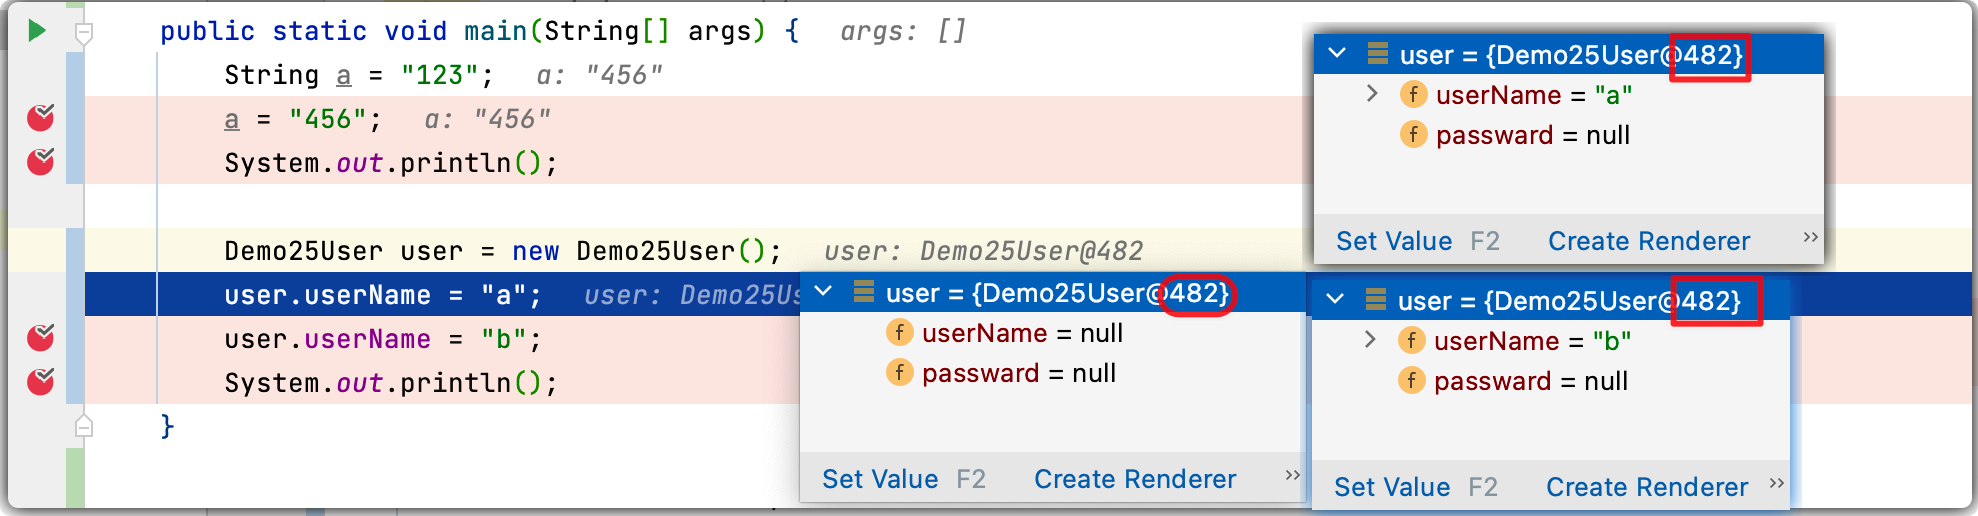 public static void main(String[] args) {   args: []
String a = "123";   a: "456"
a = "456";   a: "456"
System.out.println();
Demo25User user = new Demo25User();   user: Demo25User@482
user.userName = "a";   user:
user.userName = "b";
System.out.println();
}
user = {Demo25User@482}
userName = "a"
passward = null
Set Value F2 Create Renderer »
user = {Demo25User@482}
userName = null
passward = null
Set Value F2 Create Renderer »
user = {Demo25User@482}
userName = "b"
passward = null
Set Value F2 Create Renderer »